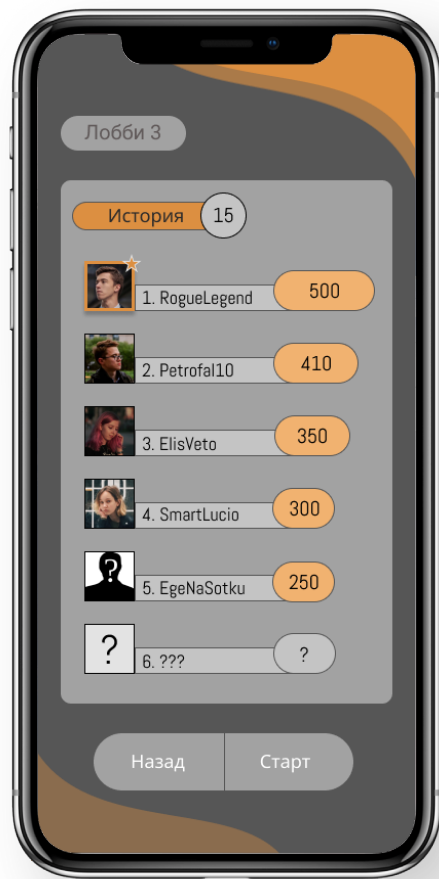 Лобби 3
История 15
1. RogueLegend 500
2. Petrofal10 410
3. ElisVeto 350
4. SmartLucio 300
?
5. EgeNaSotku 250
?
6. ??? ?
Назад Старт